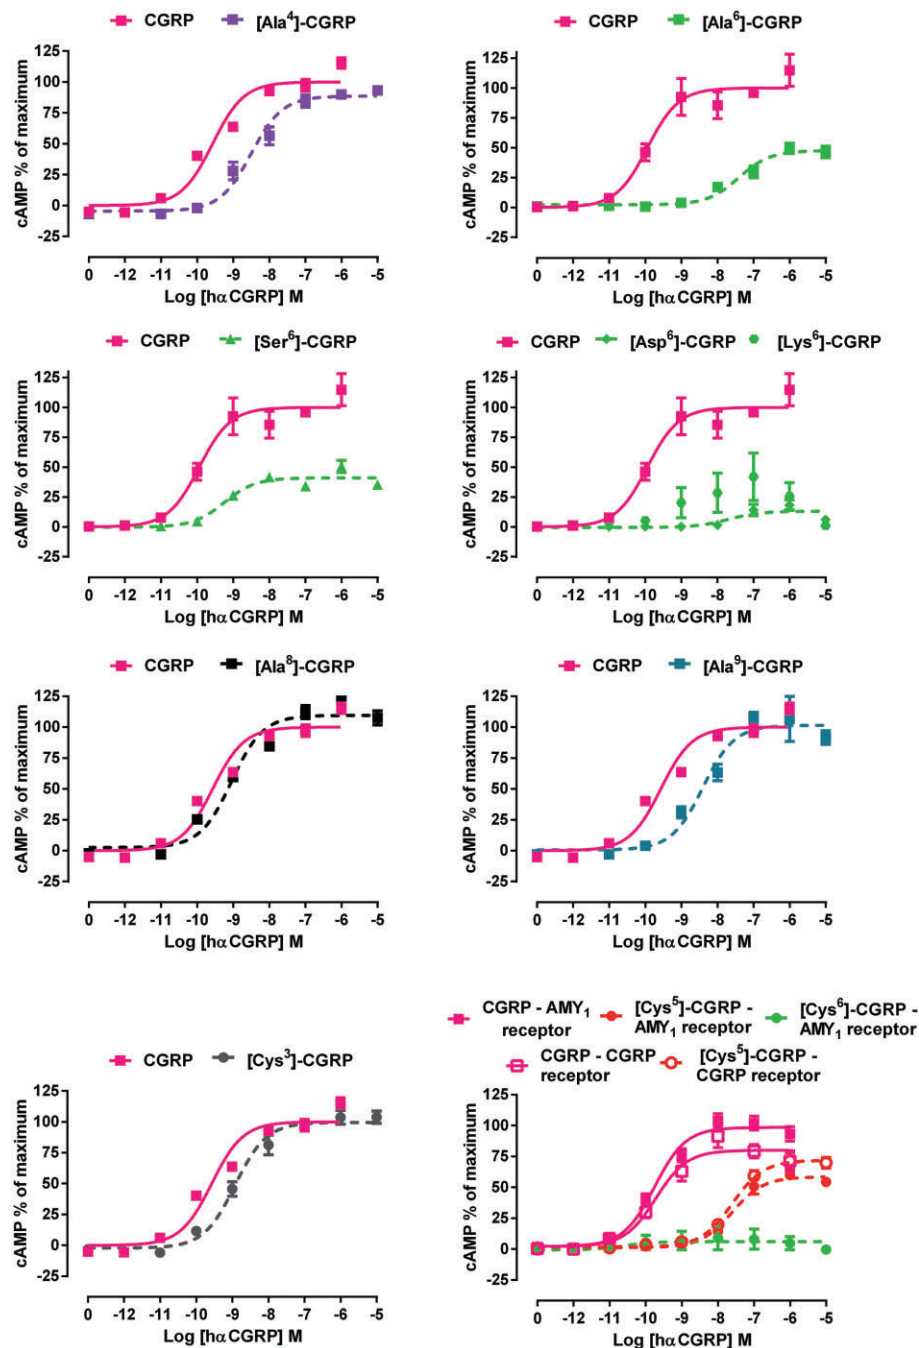 CGRP [Ala⁴]-CGRP
cAMP % of maximum
125
100
75
50
25
0
-25
0 -12 -11 -10 -9 -8 -7 -6 -5
Log [hαCGRP] M
CGRP [Ala⁶]-CGRP
cAMP % of maximum
125
100
75
50
25
0
-25
0 -12 -11 -10 -9 -8 -7 -6 -5
Log [hαCGRP] M
CGRP [Ser⁶]-CGRP
cAMP % of maximum
125
100
75
50
25
0
-25
0 -12 -11 -10 -9 -8 -7 -6 -5
Log [hαCGRP] M
CGRP [Asp⁶]-CGRP [Lys⁶]-CGRP
cAMP % of maximum
125
100
75
50
25
0
-25
0 -12 -11 -10 -9 -8 -7 -6 -5
Log [hαCGRP] M
CGRP [Ala⁸]-CGRP
cAMP % of maximum
125
100
75
50
25
0
-25
0 -12 -11 -10 -9 -8 -7 -6 -5
Log [hαCGRP] M
CGRP [Ala⁹]-CGRP
cAMP % of maximum
125
100
75
50
25
0
-25
0 -12 -11 -10 -9 -8 -7 -6 -5
Log [hαCGRP] M
CGRP [Cys³]-CGRP
cAMP % of maximum
125
100
75
50
25
0
-25
0 -12 -11 -10 -9 -8 -7 -6 -5
Log [hαCGRP] M
CGRP - AMY₁ [Cys⁵]-CGRP - [Cys⁶]-CGRP -
receptor AMY₁ receptor AMY₁ receptor
CGRP - CGRP [Cys⁵]-CGRP -
receptor CGRP receptor
cAMP % of maximum
125
100
75
50
25
0
-25
0 -12 -11 -10 -9 -8 -7 -6 -5
Log [hαCGRP] M